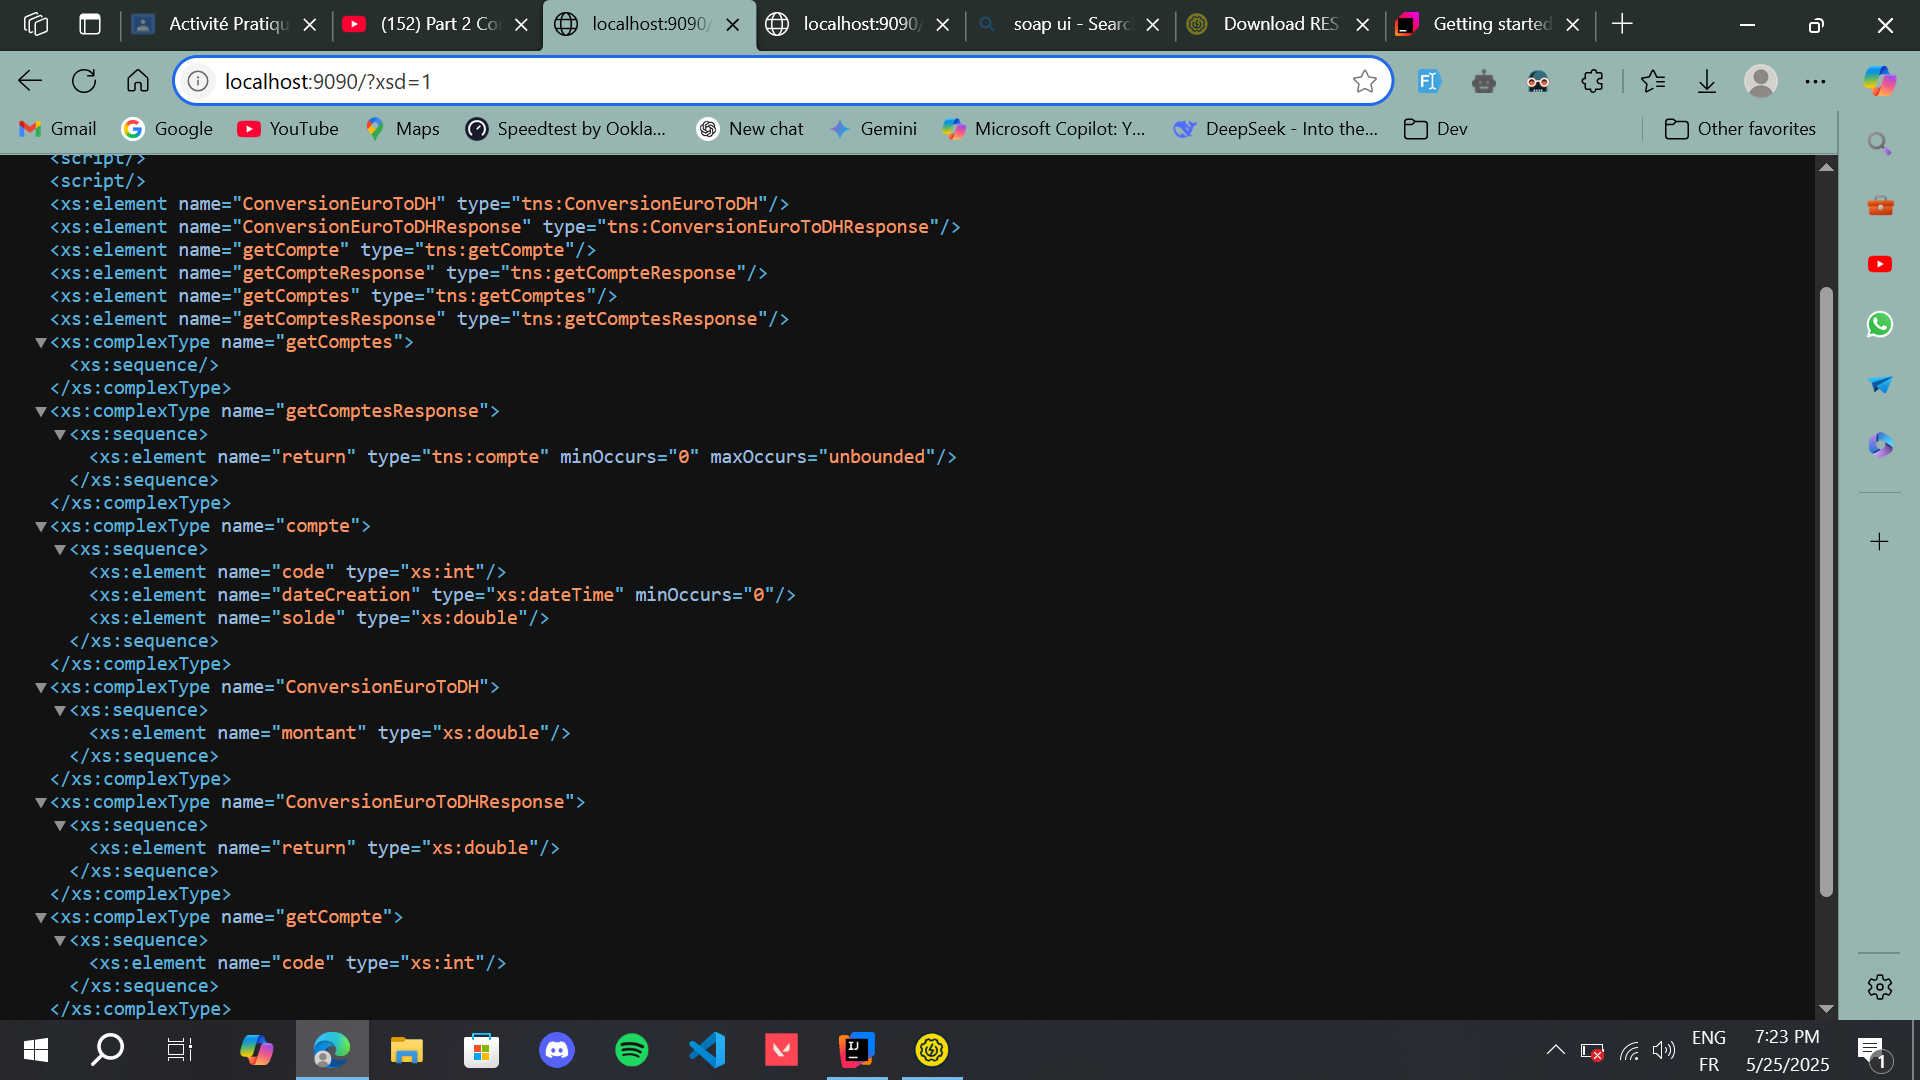 Activité Pratiqu
(152) Part 2 Co
localhost:9090/
localhost:9090/
soap ui - Searc
Download RES
Getting started
localhost:9090/?xsd=1
Gmail
Google
YouTube
Maps
Speedtest by Ookla...
New chat
Gemini
Microsoft Copilot: Y...
DeepSeek - Into the...
Dev
Other favorites
<script/>
<script/>
<xs:element name="ConversionEuroToDH" type="tns:ConversionEuroToDH"/>
<xs:element name="ConversionEuroToDHResponse" type="tns:ConversionEuroToDHResponse"/>
<xs:element name="getCompte" type="tns:getCompte"/>
<xs:element name="getCompteResponse" type="tns:getCompteResponse"/>
<xs:element name="getComptes" type="tns:getComptes"/>
<xs:element name="getComptesResponse" type="tns:getComptesResponse"/>
<xs:complexType name="getComptes">
<xs:sequence/>
</xs:complexType>
<xs:complexType name="getComptesResponse">
<xs:sequence>
<xs:element name="return" type="tns:compte" minOccurs="0" maxOccurs="unbounded"/>
</xs:sequence>
</xs:complexType>
<xs:complexType name="compte">
<xs:sequence>
<xs:element name="code" type="xs:int"/>
<xs:element name="dateCreation" type="xs:dateTime" minOccurs="0"/>
<xs:element name="solde" type="xs:double"/>
</xs:sequence>
</xs:complexType>
<xs:complexType name="ConversionEuroToDH">
<xs:sequence>
<xs:element name="montant" type="xs:double"/>
</xs:sequence>
</xs:complexType>
<xs:complexType name="ConversionEuroToDHResponse">
<xs:sequence>
<xs:element name="return" type="xs:double"/>
</xs:sequence>
</xs:complexType>
<xs:complexType name="getCompte">
<xs:sequence>
<xs:element name="code" type="xs:int"/>
</xs:sequence>
</xs:complexType>
ENG
FR
7:23 PM
5/25/2025
1